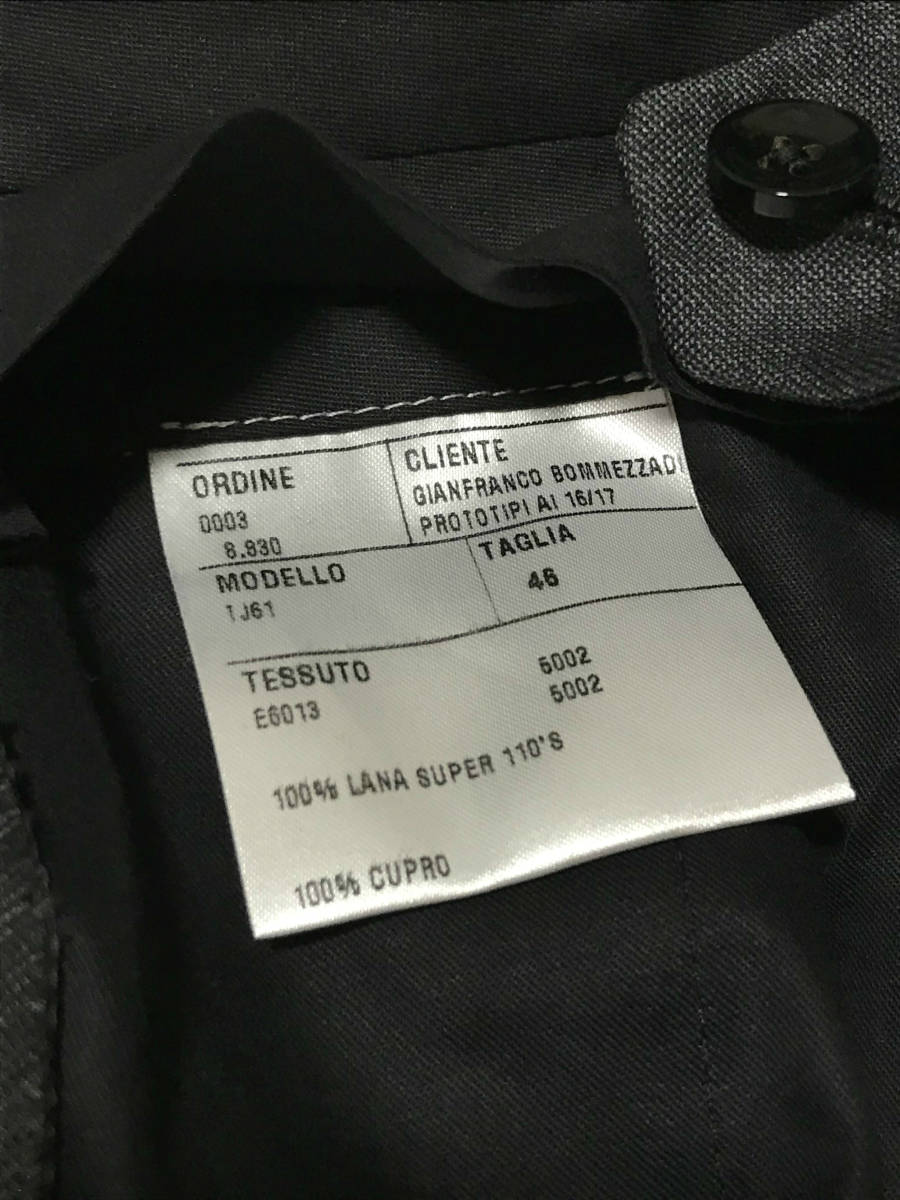 ORDINE
0003
8.930
CLIENTE
GIANFRANCO BOMMEZZADI
PROTOTIPI AI 16/17
MODELLO
TJ61
TAGLIA
46
TESSUTO
E6013
5002
5002
100% LANA SUPER 110'S
100% CUPRO